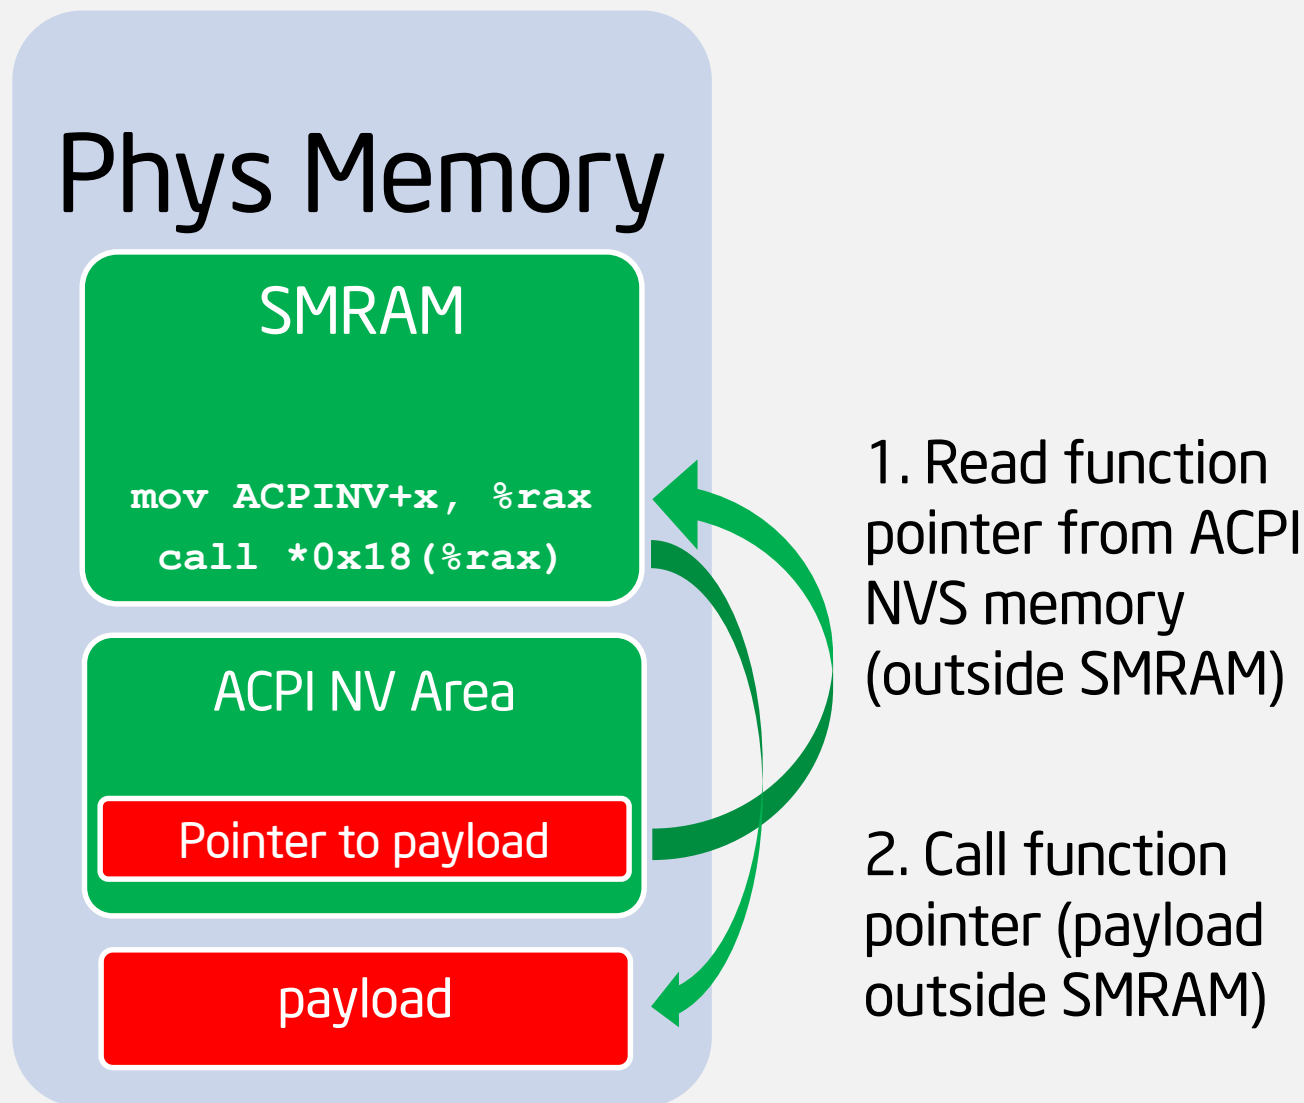 Phys Memory
SMRAM
mov ACPINV+x, %rax
call *0x18(%rax)
ACPI NV Area
Pointer to payload
payload
1. Read function
pointer from ACPI
NVS memory
(outside SMRAM)
2. Call function
pointer (payload
outside SMRAM)